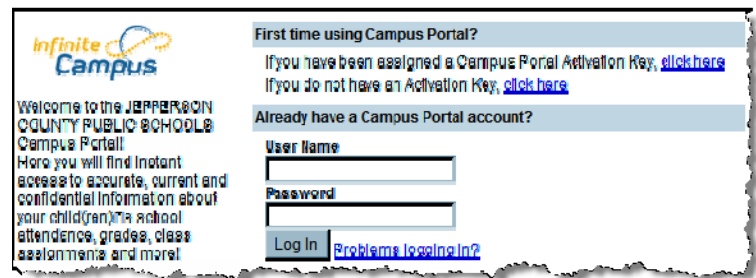 infinite
Campus
Welcome to the JEFFERSON
COUNTY PUBLIC SCHOOLS
Campus Portal!
Here you will find instant
access to accurate, current and
confidential information about
your child(ren)'s school
attendance, grades, class
assignments and more!
First time using Campus Portal?
If you have been assigned a Campus Portal Activation Key, click here
If you do not have an Activation Key, click here
Already have a Campus Portal account?
User Name
Password
Log In Problems logging in?